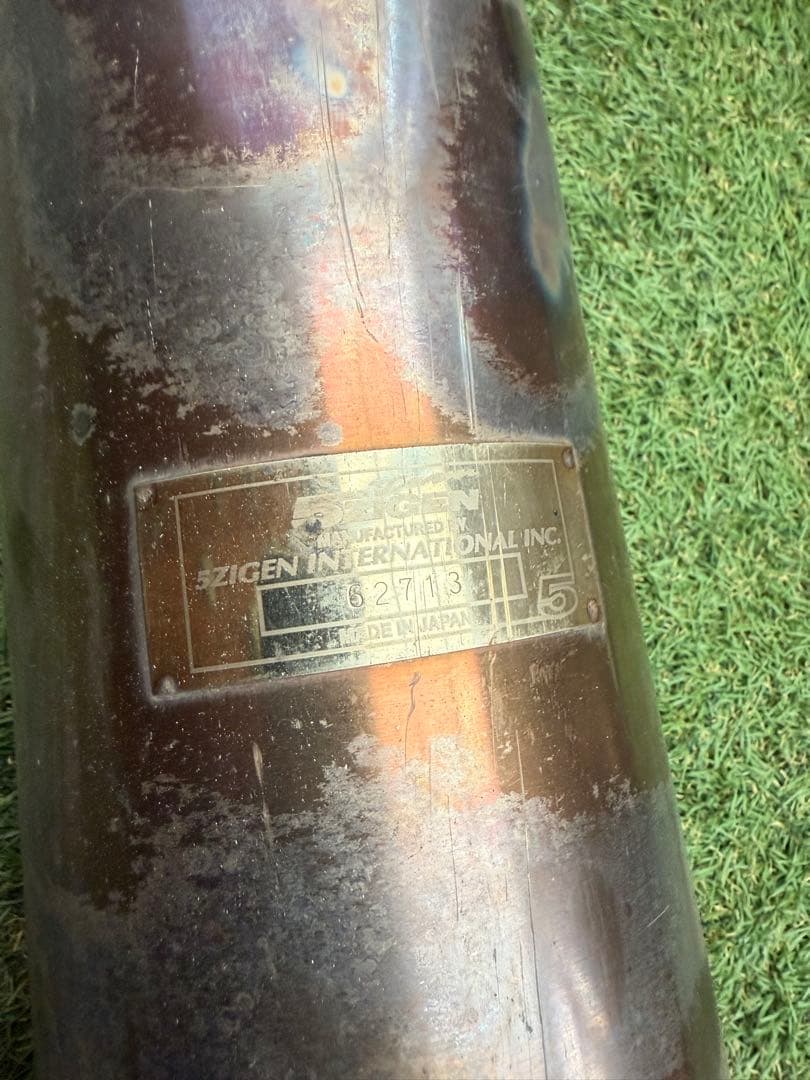 5ZIGEN
MANUFACTURED BY
5ZIGEN INTERNATIONAL INC.
62713
5
MADE IN JAPAN